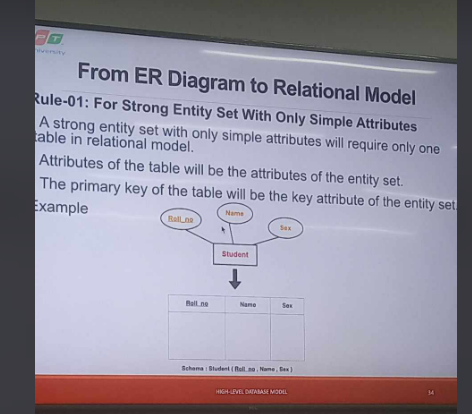 PT
University
From ER Diagram to Relational Model
Rule-01: For Strong Entity Set With Only Simple Attributes
A strong entity set with only simple attributes will require only one
table in relational model.
Attributes of the table will be the attributes of the entity set.
The primary key of the table will be the key attribute of the entity set.
Example
Roll_no
Name
Sex
Student
Roll_no Name Sex
Schema : Student ( Roll_no , Name , Sex )
HIGH-LEVEL DATABASE MODEL
14